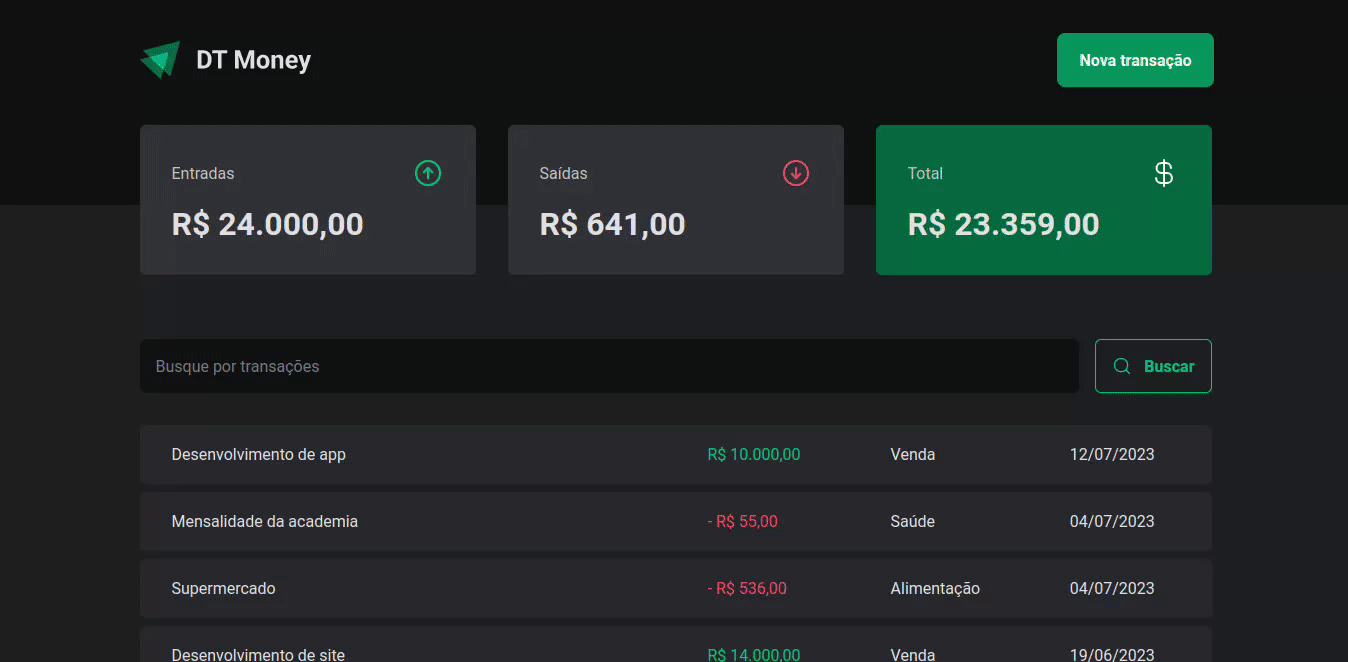 DT Money
Nova transação
Entradas
R$ 24.000,00
Saídas
R$ 641,00
Total
$
R$ 23.359,00
Busque por transações
Buscar
Desenvolvimento de app R$ 10.000,00 Venda 12/07/2023
Mensalidade da academia - R$ 55,00 Saúde 04/07/2023
Supermercado - R$ 536,00 Alimentação 04/07/2023
Desenvolvimento de site R$ 14.000,00 Venda 19/06/2023